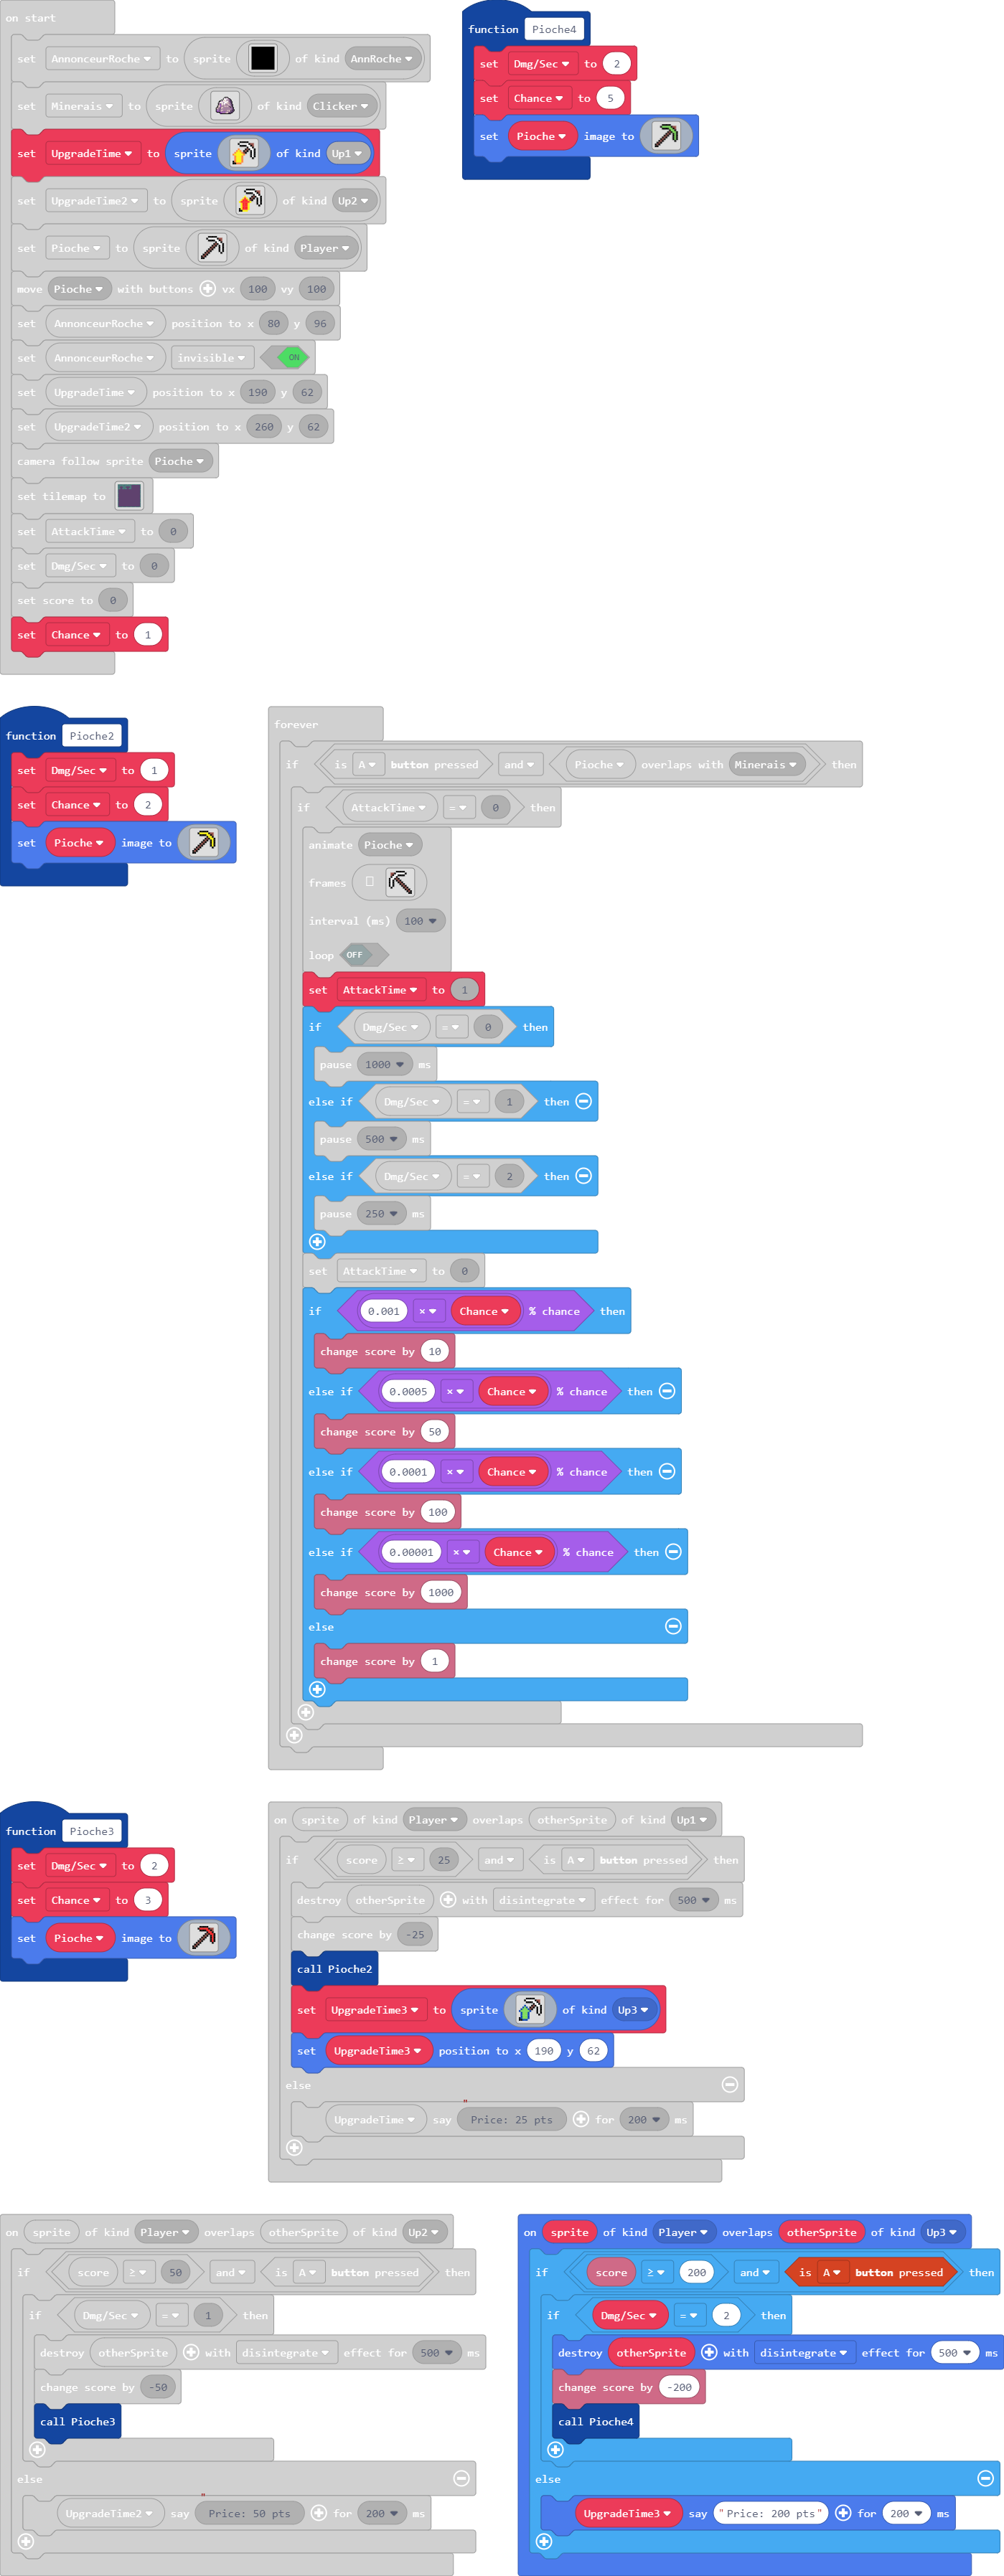 on start
set AnnonceurRoche to sprite of kind AnnRoche
set Minerais to sprite of kind Clicker
set UpgradeTime to sprite of kind Up1
set UpgradeTime2 to sprite of kind Up2
set Pioche to sprite of kind Player
move Pioche with buttons vx 100 vy 100
set AnnonceurRoche position to x 80 y 96
set AnnonceurRoche invisible ON
set UpgradeTime position to x 190 y 62
set UpgradeTime2 position to x 260 y 62
camera follow sprite Pioche
set tilemap to
set AttackTime to 0
set Dmg/Sec to 0
set score to 0
set Chance to 1
function Pioche4
set Dmg/Sec to 2
set Chance to 5
set Pioche image to
function Pioche2
set Dmg/Sec to 1
set Chance to 2
set Pioche image to
forever
if is A button pressed and Pioche overlaps with Minerais then
if AttackTime = 0 then
animate Pioche
frames
interval (ms) 100
loop OFF
set AttackTime to 1
if Dmg/Sec = 0 then
pause 1000 ms
else if Dmg/Sec = 1 then
pause 500 ms
else if Dmg/Sec = 2 then
pause 250 ms
set AttackTime to 0
if 0.001 × Chance % chance then
change score by 10
else if 0.0005 × Chance % chance then
change score by 50
else if 0.0001 × Chance % chance then
change score by 100
else if 0.00001 × Chance % chance then
change score by 1000
else
change score by 1
function Pioche3
set Dmg/Sec to 2
set Chance to 3
set Pioche image to
on sprite of kind Player overlaps otherSprite of kind Up1
if score ≥ 25 and is A button pressed then
destroy otherSprite with disintegrate effect for 500 ms
change score by -25
call Pioche2
set UpgradeTime3 to sprite of kind Up3
set UpgradeTime3 position to x 190 y 62
else
UpgradeTime say " Price: 25 pts for 200 ms
on sprite of kind Player overlaps otherSprite of kind Up2
if score ≥ 50 and is A button pressed then
if Dmg/Sec = 1 then
destroy otherSprite with disintegrate effect for 500 ms
change score by -50
call Pioche3
else
UpgradeTime2 say " Price: 50 pts for 200 ms
on sprite of kind Player overlaps otherSprite of kind Up3
if score ≥ 200 and is A button pressed then
if Dmg/Sec = 2 then
destroy otherSprite with disintegrate effect for 500 ms
change score by -200
call Pioche4
else
UpgradeTime3 say "Price: 200 pts" for 200 ms